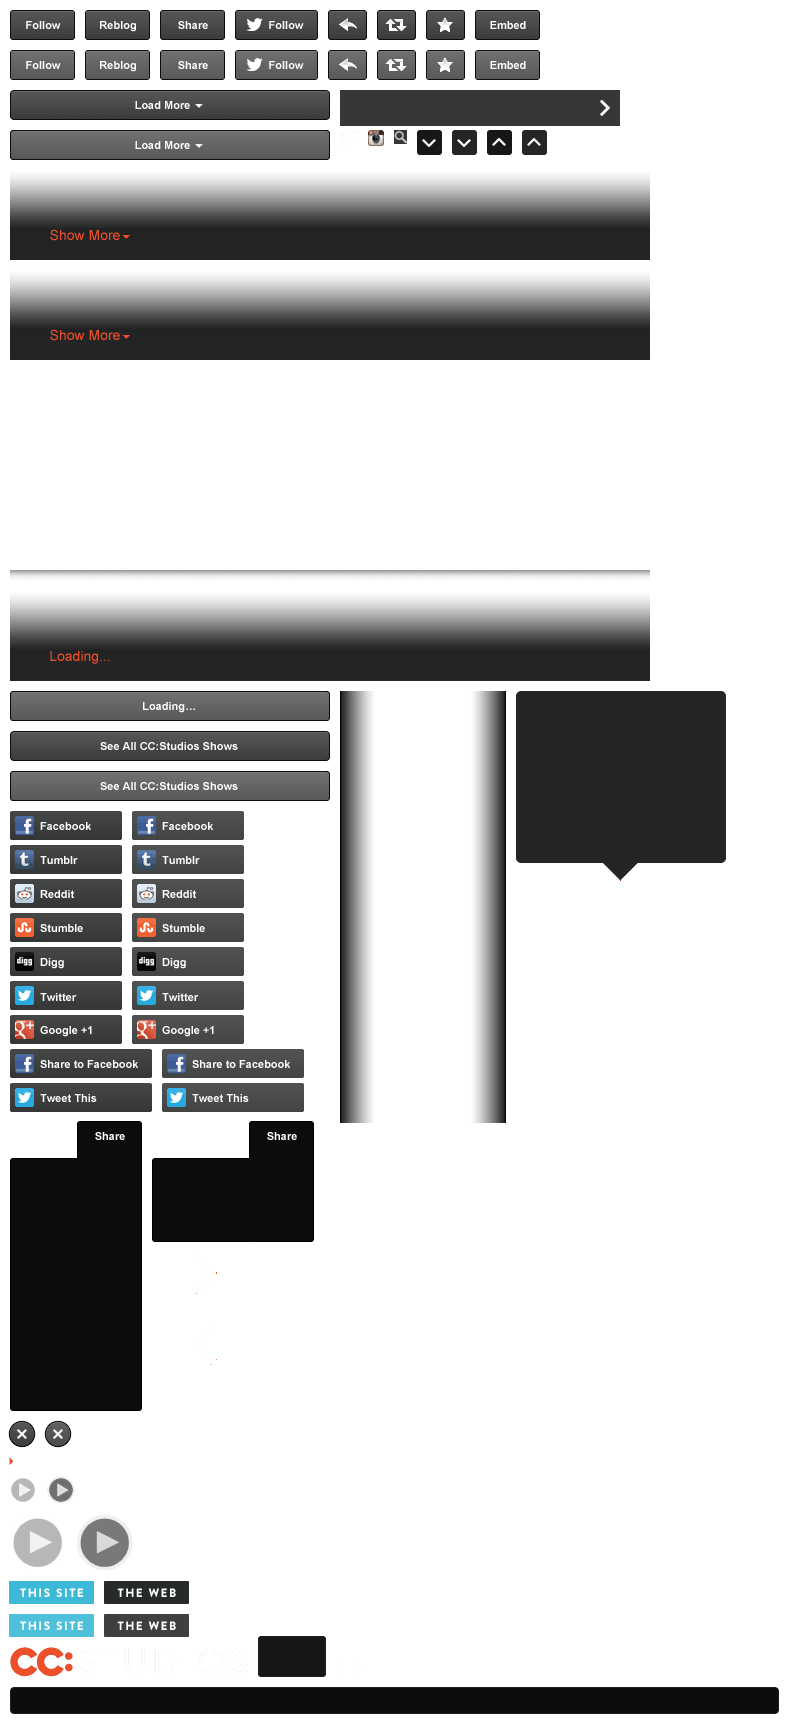 Follow Reblog Share Follow Embed
Follow Reblog Share Follow Embed
Load More
Load More
Show More
Show More
Loading...
Loading...
See All CC:Studios Shows
See All CC:Studios Shows
Facebook Facebook
Tumblr Tumblr
Reddit Reddit
Stumble Stumble
digg Digg digg Digg
Twitter Twitter
Google +1 Google +1
Share to Facebook Share to Facebook
Tweet This Tweet This
Share Share
THIS SITE THE WEB
THIS SITE THE WEB
CC: